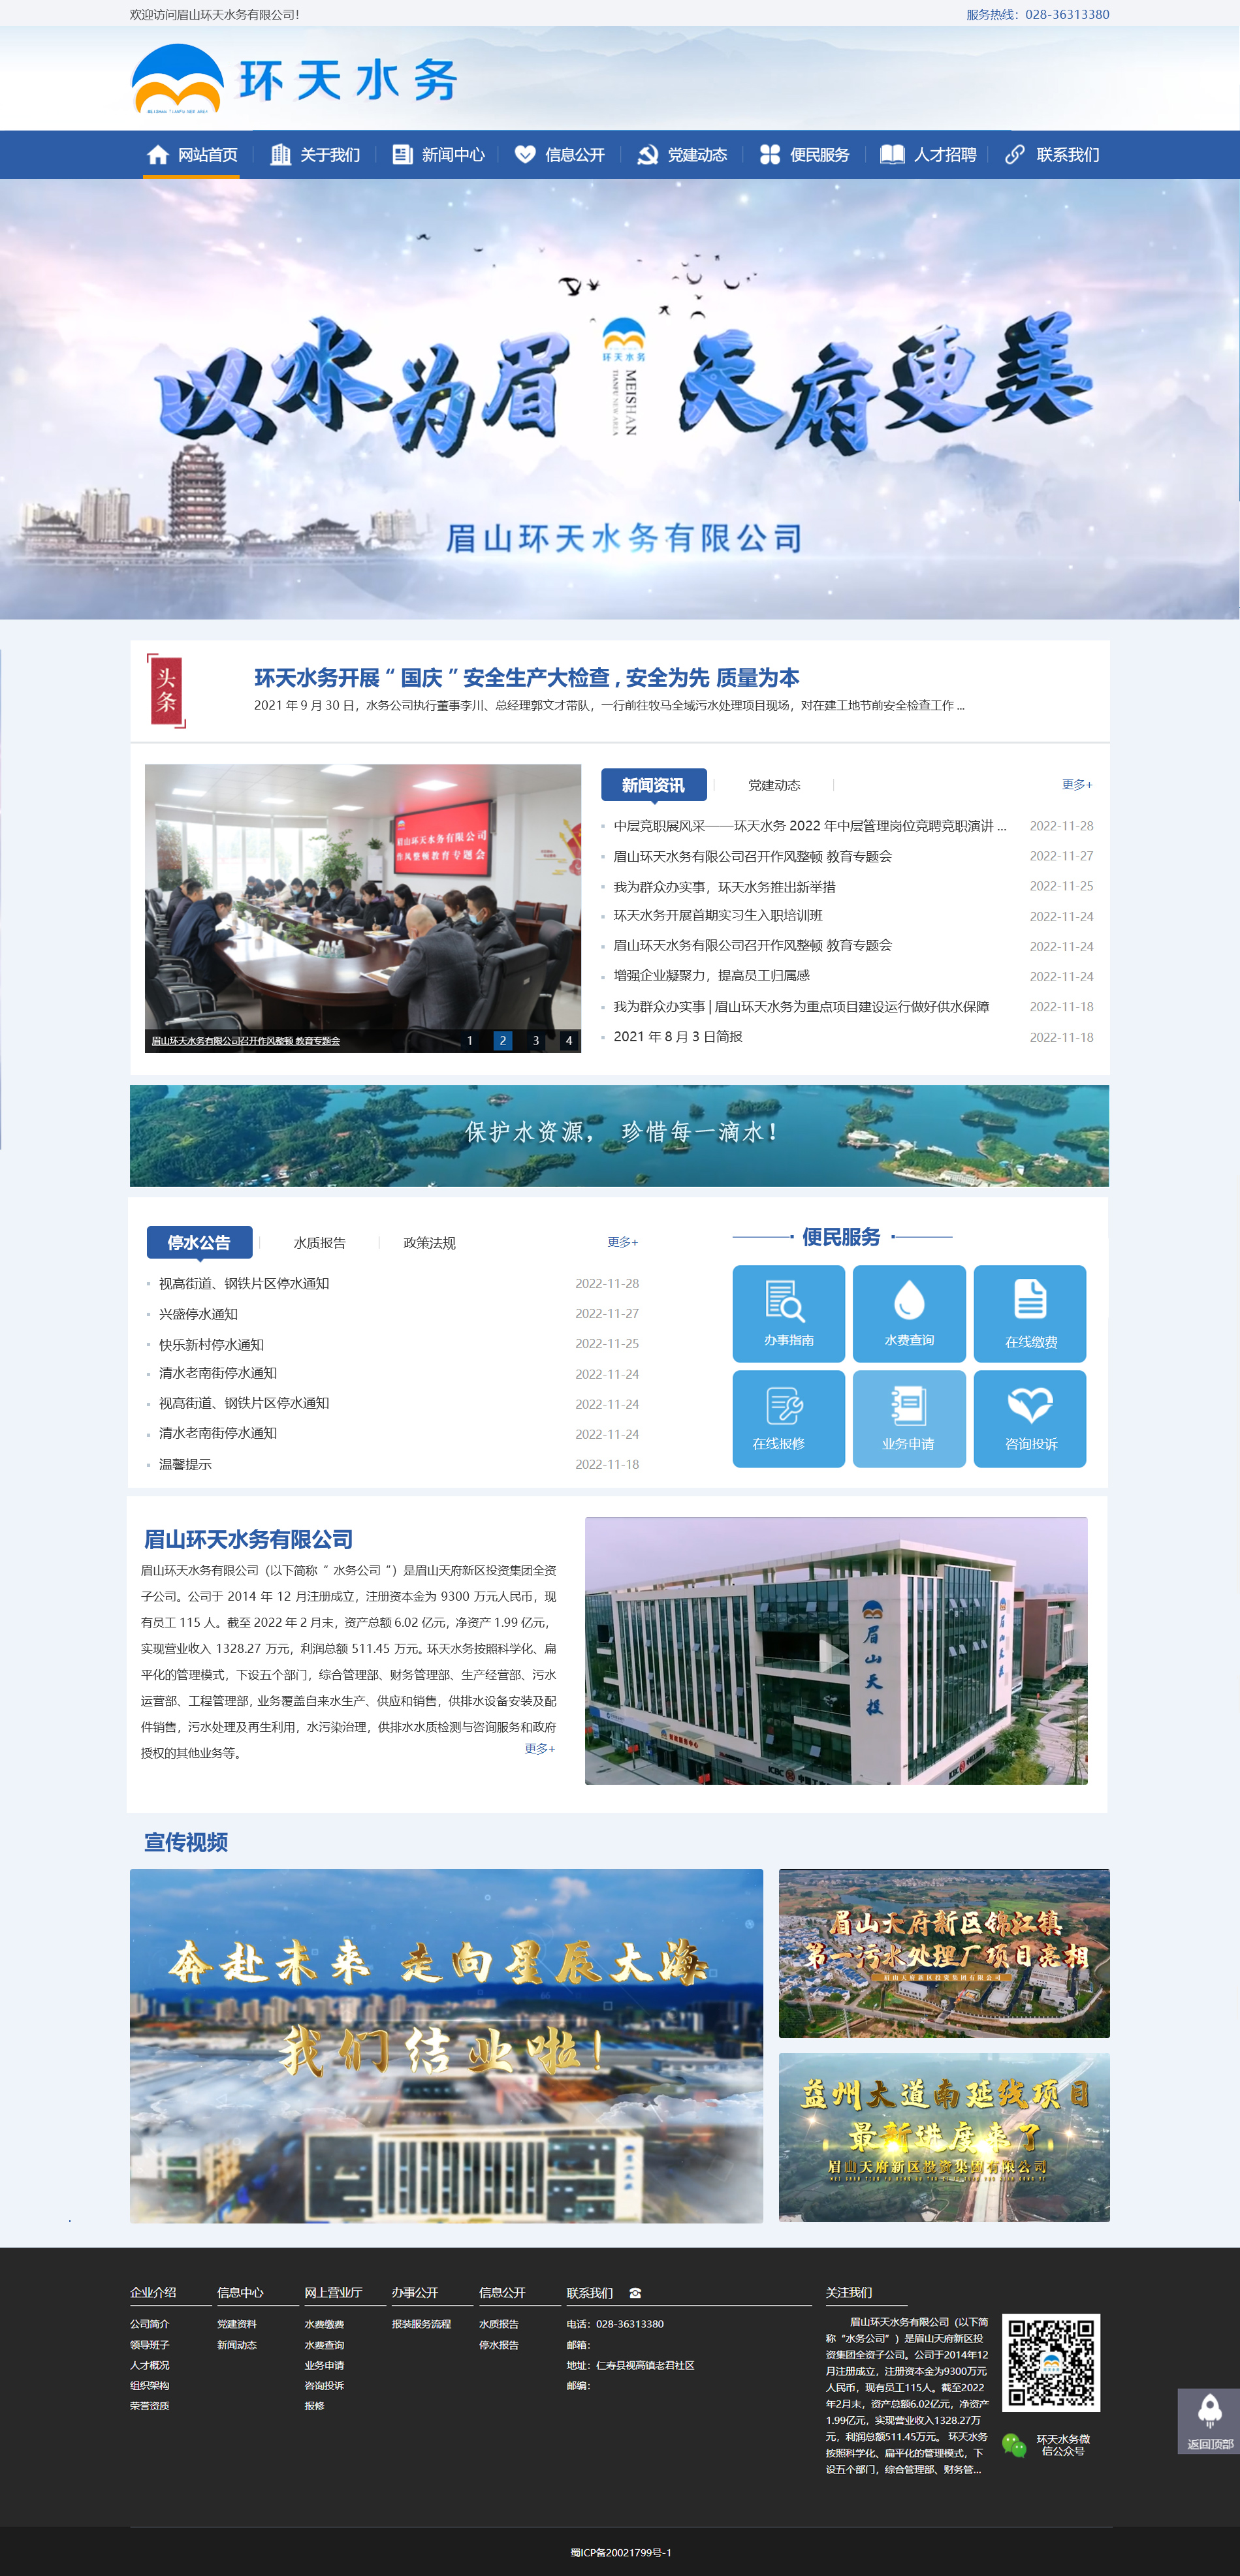 欢迎访问眉山环天水务有限公司!
服务热线：028-36313380
环天水务
网站首页
关于我们
新闻中心
信息公开
党建动态
便民服务
人才招聘
联系我们
以水为眉
环天水务
MEISHAN
TIANFU NEW AREA
天府更美
眉山环天水务有限公司
头条
环天水务开展“国庆”安全生产大检查,安全为先 质量为本
2021 年 9 月 30 日，水务公司执行董事李川、总经理郭文才带队，一行前往牧马全域污水处理项目现场，对在建工地节前安全检查工作 ...
眉山环天水务有限公司
作风整顿教育专题会
眉山环天水务有限公司召开作风整顿 教育专题会
1 2 3 4
新闻资讯
党建动态
更多+
中层竞职展风采——环天水务 2022 年中层管理岗位竞聘竞职演讲 ... 2022-11-28
眉山环天水务有限公司召开作风整顿 教育专题会 2022-11-27
我为群众办实事，环天水务推出新举措 2022-11-25
环天水务开展首期实习生入职培训班 2022-11-24
眉山环天水务有限公司召开作风整顿 教育专题会 2022-11-24
增强企业凝聚力，提高员工归属感 2022-11-24
我为群众办实事 | 眉山环天水务为重点项目建设运行做好供水保障 2022-11-18
2021 年 8 月 3 日简报 2022-11-18
保护水资源， 珍惜每一滴水！
停水公告
水质报告
政策法规
更多+
视高街道、钢铁片区停水通知 2022-11-28
兴盛停水通知 2022-11-27
快乐新村停水通知 2022-11-25
清水老南街停水通知 2022-11-24
视高街道、钢铁片区停水通知 2022-11-24
清水老南街停水通知 2022-11-24
温馨提示 2022-11-18
便民服务
办事指南
水费查询
在线缴费
在线报修
业务申请
咨询投诉
眉山环天水务有限公司
眉山环天水务有限公司（以下简称“ 水务公司 ”）是眉山天府新区投资集团全资
子公司。公司于 2014 年 12 月注册成立，注册资本金为 9300 万元人民币，现
有员工 115 人。截至 2022 年 2 月末，资产总额 6.02 亿元，净资产 1.99 亿元，
实现营业收入 1328.27 万元，利润总额 511.45 万元。环天水务按照科学化、扁
平化的管理模式，下设五个部门，综合管理部、财务管理部、生产经营部、污水
运营部、工程管理部，业务覆盖自来水生产、供应和销售，供排水设备安装及配
件销售，污水处理及再生利用，水污染治理，供排水水质检测与咨询服务和政府
授权的其他业务等。
更多+
眉山天投
ICBC
宣传视频
奔赴未来 走向星辰大海
我们结业啦！
眉山天府新区锦江镇
第一污水处理厂项目亮相
眉山天府新区投资集团有限公司
益州大道南延线项目
最新进度来了
眉山天府新区投资集团有限公司
企业介绍
公司简介
领导班子
人才概况
组织架构
荣誉资质
信息中心
党建资料
新闻动态
网上营业厅
水费缴费
水费查询
业务申请
咨询投诉
报修
办事公开
报装服务流程
信息公开
水质报告
停水报告
联系我们
电话：028-36313380
邮箱：
地址：仁寿县视高镇老君社区
邮编：
关注我们
眉山环天水务有限公司（以下简
称“水务公司”）是眉山天府新区投
资集团全资子公司。公司于2014年12
月注册成立，注册资本金为9300万元
人民币，现有员工115人。截至2022
年2月末，资产总额6.02亿元，净资产
1.99亿元，实现营业收入1328.27万
元，利润总额511.45万元。 环天水务
按照科学化、扁平化的管理模式，下
设五个部门，综合管理部、财务管...
环天水务微
信公众号
返回顶部
蜀ICP备20021799号-1